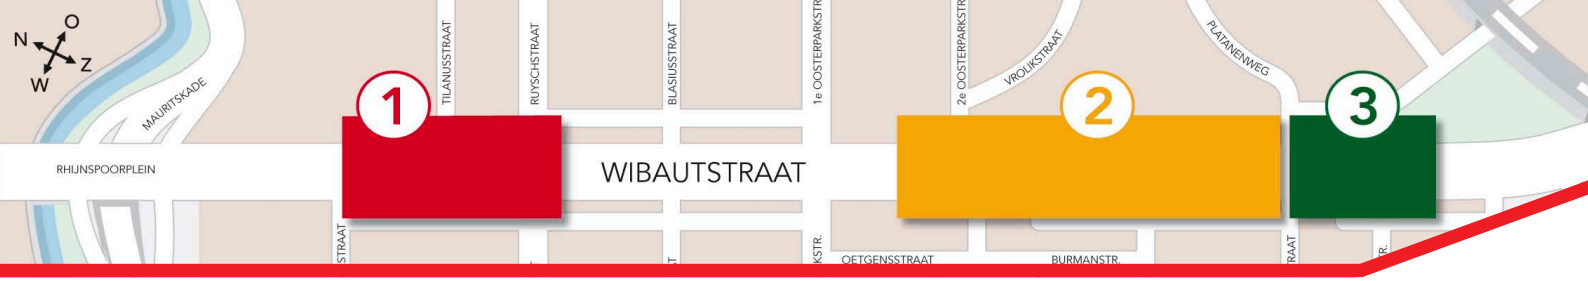 O
N
Z
W
MAURITSKADE
TILANUSSTRAAT
RUYSCHSTRAAT
BLASIUSSTRAAT
1e OOSTERPARKSTR
2e OOSTERPARKSTR
VROLIKSTRAAT
PLATANENWEG
1
2
3
RHIJNSPOORPLEIN
WIBAUTSTRAAT
STRAAT
KSTR.
OETGENSSTRAAT
BURMANSTR.
RAAT
TR.